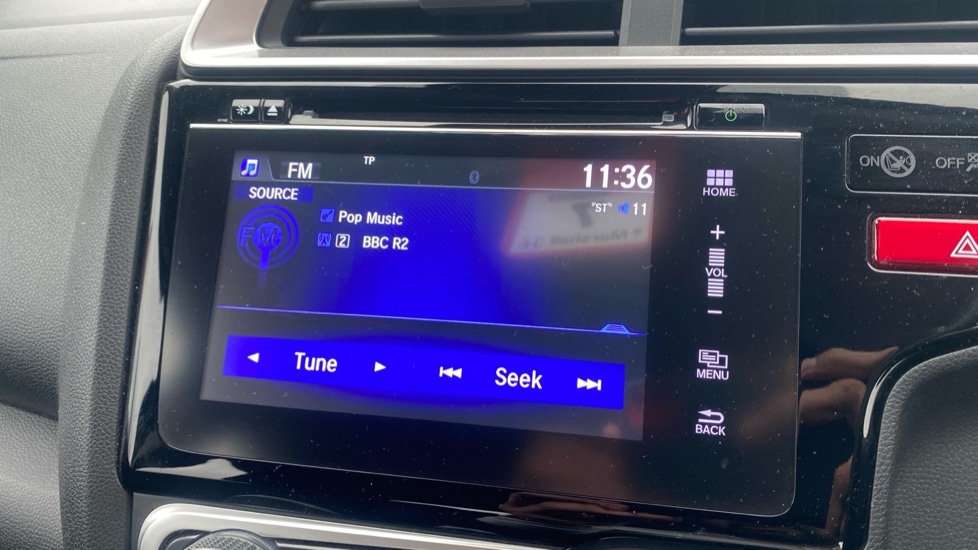 FM
TP
11:36
SOURCE
"ST"
11
Pop Music
FM
2
BBC R2
Tune
Seek
HOME
+
VOL
−
MENU
BACK
ON
OFF